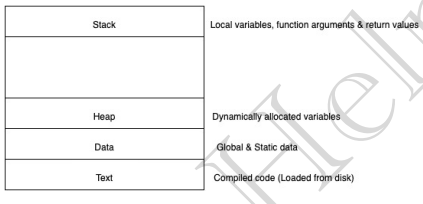 Stack Local variables, function arguments & return values
Heap Dynamically allocated variables
Data Global & Static data
Text Compiled code (Loaded from disk)